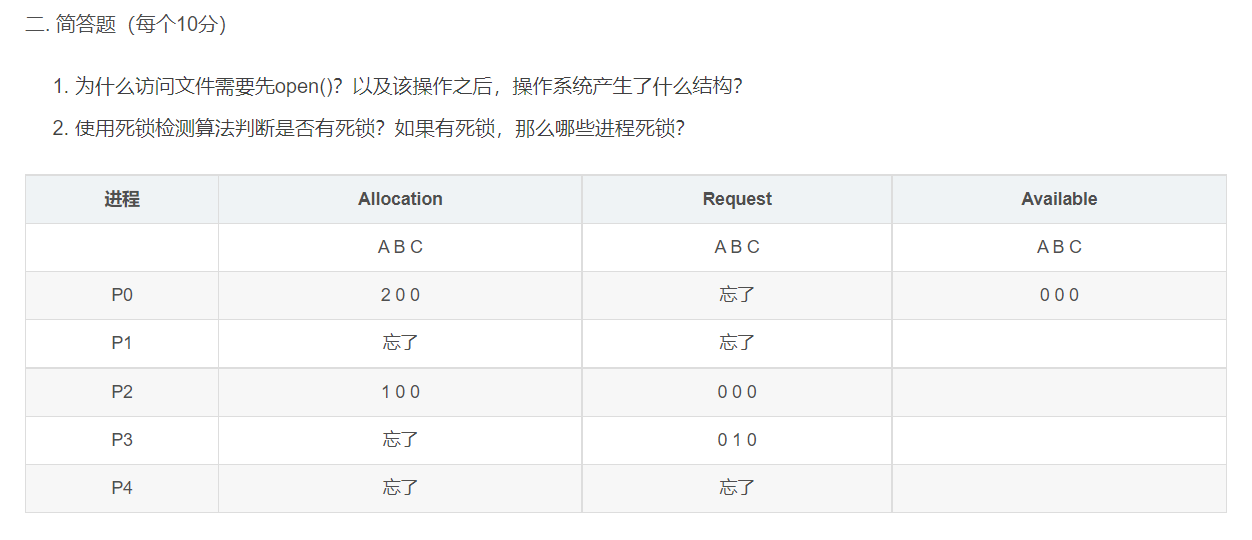 二. 简答题（每个10分）
1. 为什么访问文件需要先open()？以及该操作之后，操作系统产生了什么结构？
2. 使用死锁检测算法判断是否有死锁？如果有死锁，那么哪些进程死锁？
进程 Allocation Request Available
A B C A B C A B C
P0 2 0 0 忘了 0 0 0
P1 忘了 忘了
P2 1 0 0 0 0 0
P3 忘了 0 1 0
P4 忘了 忘了